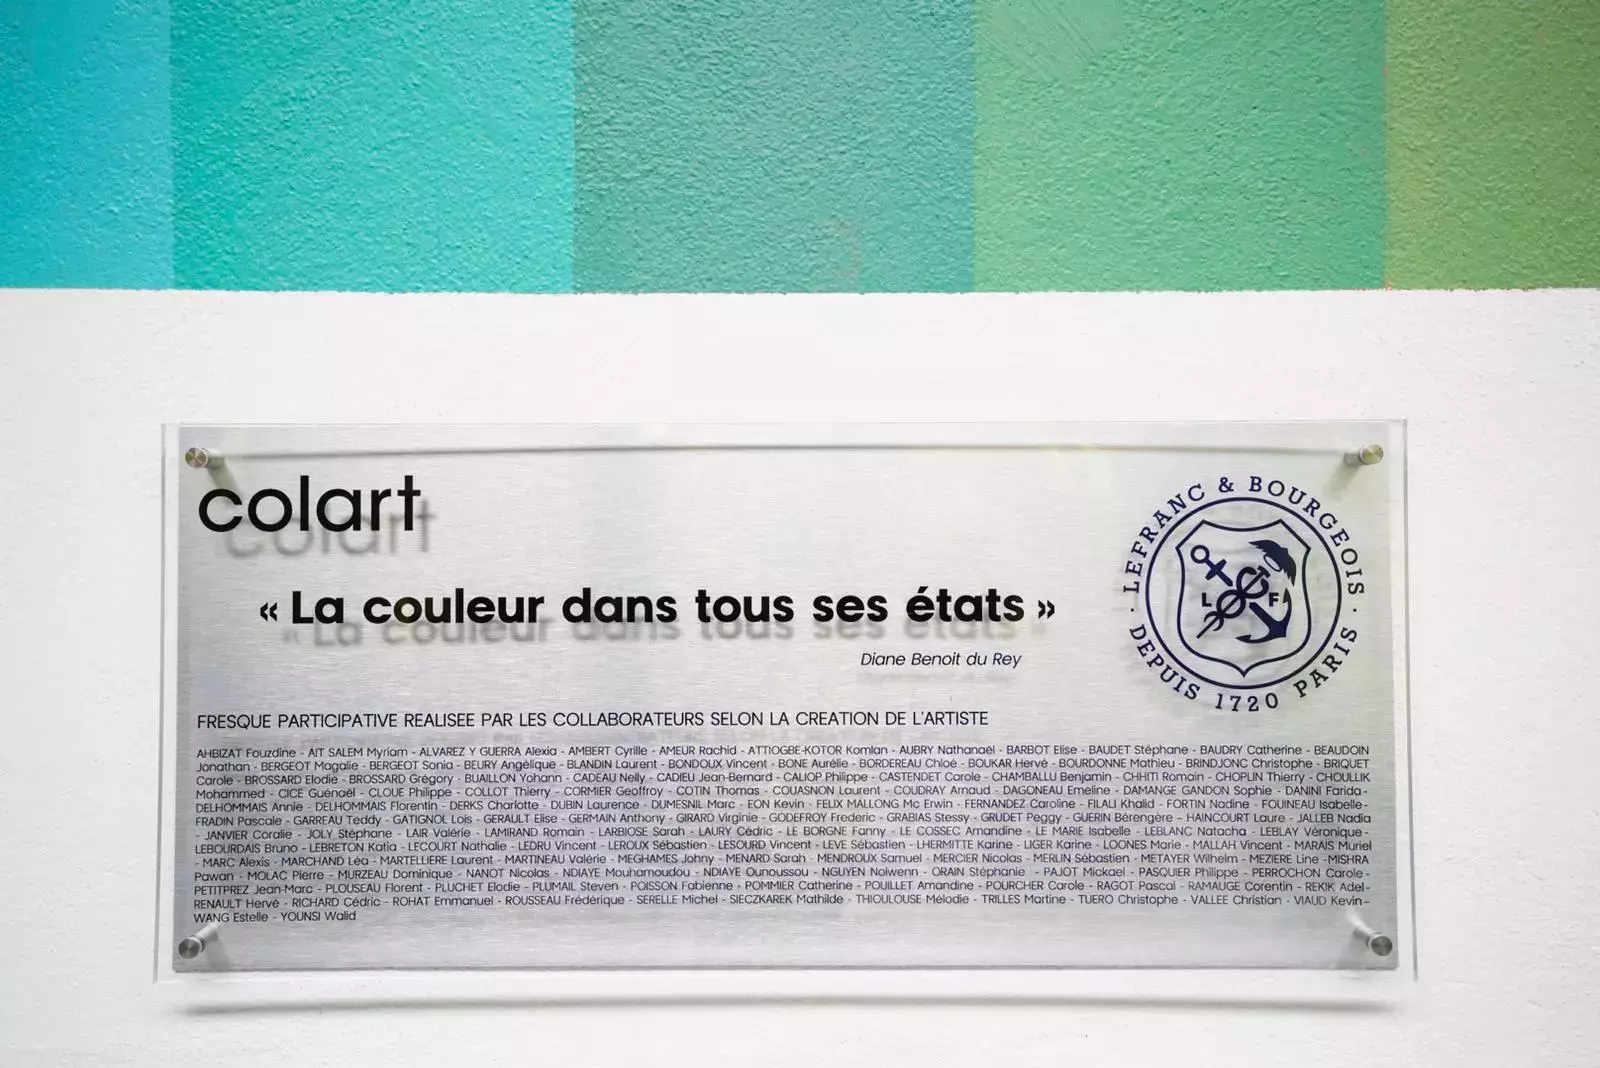 colart
« La couleur dans tous ses états »
Diane Benoit du Rey
LEFRANC & BOURGEOIS
L F
· DEPUIS 1720 PARIS ·
FRESQUE PARTICIPATIVE REALISEE PAR LES COLLABORATEURS SELON LA CREATION DE L'ARTISTE
AHBIZAT Fouzdine - AIT SALEM Myriam - ALVAREZ Y GUERRA Alexia - AMBERT Cyrille - AMEUR Rachid - ATTIOGBE-KOTOR Komlan - AUBRY Nathanaël - BARBOT Elise - BAUDET Stéphane - BAUDRY Catherine - BEAUDOIN
Jonathan - BERGEOT Magalie - BERGEOT Sonia - BEURY Angélique - BLANDIN Laurent - BONDOUX Vincent - BONE Aurélie - BORDEREAU Chloé - BOUKAR Hervé - BOURDONNE Mathieu - BRINDJONC Christophe - BRIQUET
Carole - BROSSARD Elodie - BROSSARD Grégory - BUAILLON Yohann - CADEAU Nelly - CADIEU Jean-Bernard - CALIOP Philippe - CASTENDET Carole - CHAMBALLU Benjamin - CHHITI Romain - CHOPLIN Thierry - CHOULLIK
Mohammed - CICE Guénaël - CLOUE Philippe - COLLOT Thierry - CORMIER Geoffroy - COTIN Thomas - COUASNON Laurent - COUDRAY Arnaud - DAGONEAU Emeline - DAMANGE GANDON Sophie - DANINI Farida-
DELHOMMAIS Annie - DELHOMMAIS Florentin - DERKS Charlotte - DUBIN Laurence - DUMESNIL Marc - EON Kevin - FELIX MALLONG Mc Erwin - FERNANDEZ Caroline - FILALI Khalid - FORTIN Nadine - FOUINEAU Isabelle-
FRADIN Pascale - GARREAU Teddy - GATIGNOL Loïs - GERAULT Elise - GERMAIN Anthony - GIRARD Virginie - GODEFROY Frederic - GRABIAS Stessy - GRUDET Peggy - GUERIN Bérengère - HAINCOURT Laure - JALLEB Nadia
- JANVIER Coralie - JOLY Stéphane - LAIR Valérie - LAMIRAND Romain - LARBIOSE Sarah - LAURY Cédric - LE BORGNE Fanny - LE COSSEC Amandine - LE MARIE Isabelle - LEBLANC Natacha - LEBLAY Véronique -
LEBOURDAIS Bruno - LEBRETON Katia - LECOURT Nathalie - LEDRU Vincent - LEROUX Sébastien - LESOURD Vincent - LEVE Sébastien - LHERMITTE Karine - LIGER Karine - LOONES Marie - MALLAH Vincent - MARAIS Muriel
- MARC Alexis - MARCHAND Léa - MARTELLIERE Laurent - MARTINEAU Valérie - MEGHAMES Johny - MENARD Sarah - MENDROUX Samuel - MERCIER Nicolas - MERLIN Sébastien - METAYER Wilhelm - MEZIERE Line -MISHRA
Pawan - MOLAC Pierre - MURZEAU Dominique - NANOT Nicolas - NDIAYE Mouhamoudou - NDIAYE Ounoussou - NGUYEN Nolwenn - ORAIN Stéphanie - PAJOT Mickael - PASQUIER Philippe - PERROCHON Carole -
PETITPREZ Jean-Marc - PLOUSEAU Florent - PLUCHET Elodie - PLUMAIL Steven - POISSON Fabienne - POMMIER Catherine - POUILLET Amandine - POURCHER Carole - RAGOT Pascal - RAMAUGE Corentin - REKIK Adel-
RENAULT Hervé - RICHARD Cédric - ROHAT Emmanuel - ROUSSEAU Frédérique - SERELLE Michel - SIECZKAREK Mathilde - THIOULOUSE Mélodie - TRILLES Martine - TUERO Christophe - VALLEE Christian - VIAUD Kevin-
WANG Estelle - YOUNSI Walid